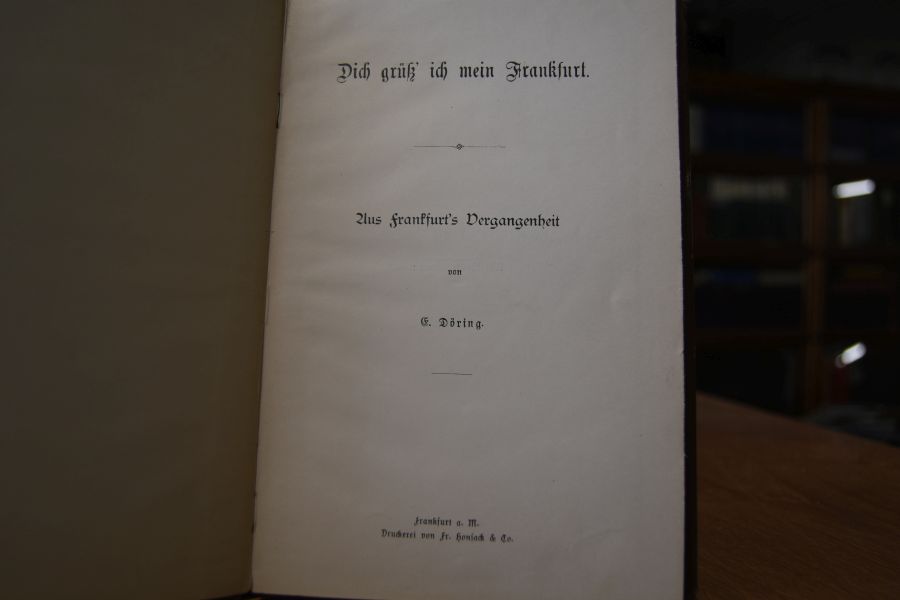 Dich grüß' ich mein Frankfurt.
Aus Frankfurt's Vergangenheit
von
E. Döring.
Frankfurt a. M.
Druckerei von Fr. Honsack & Co.